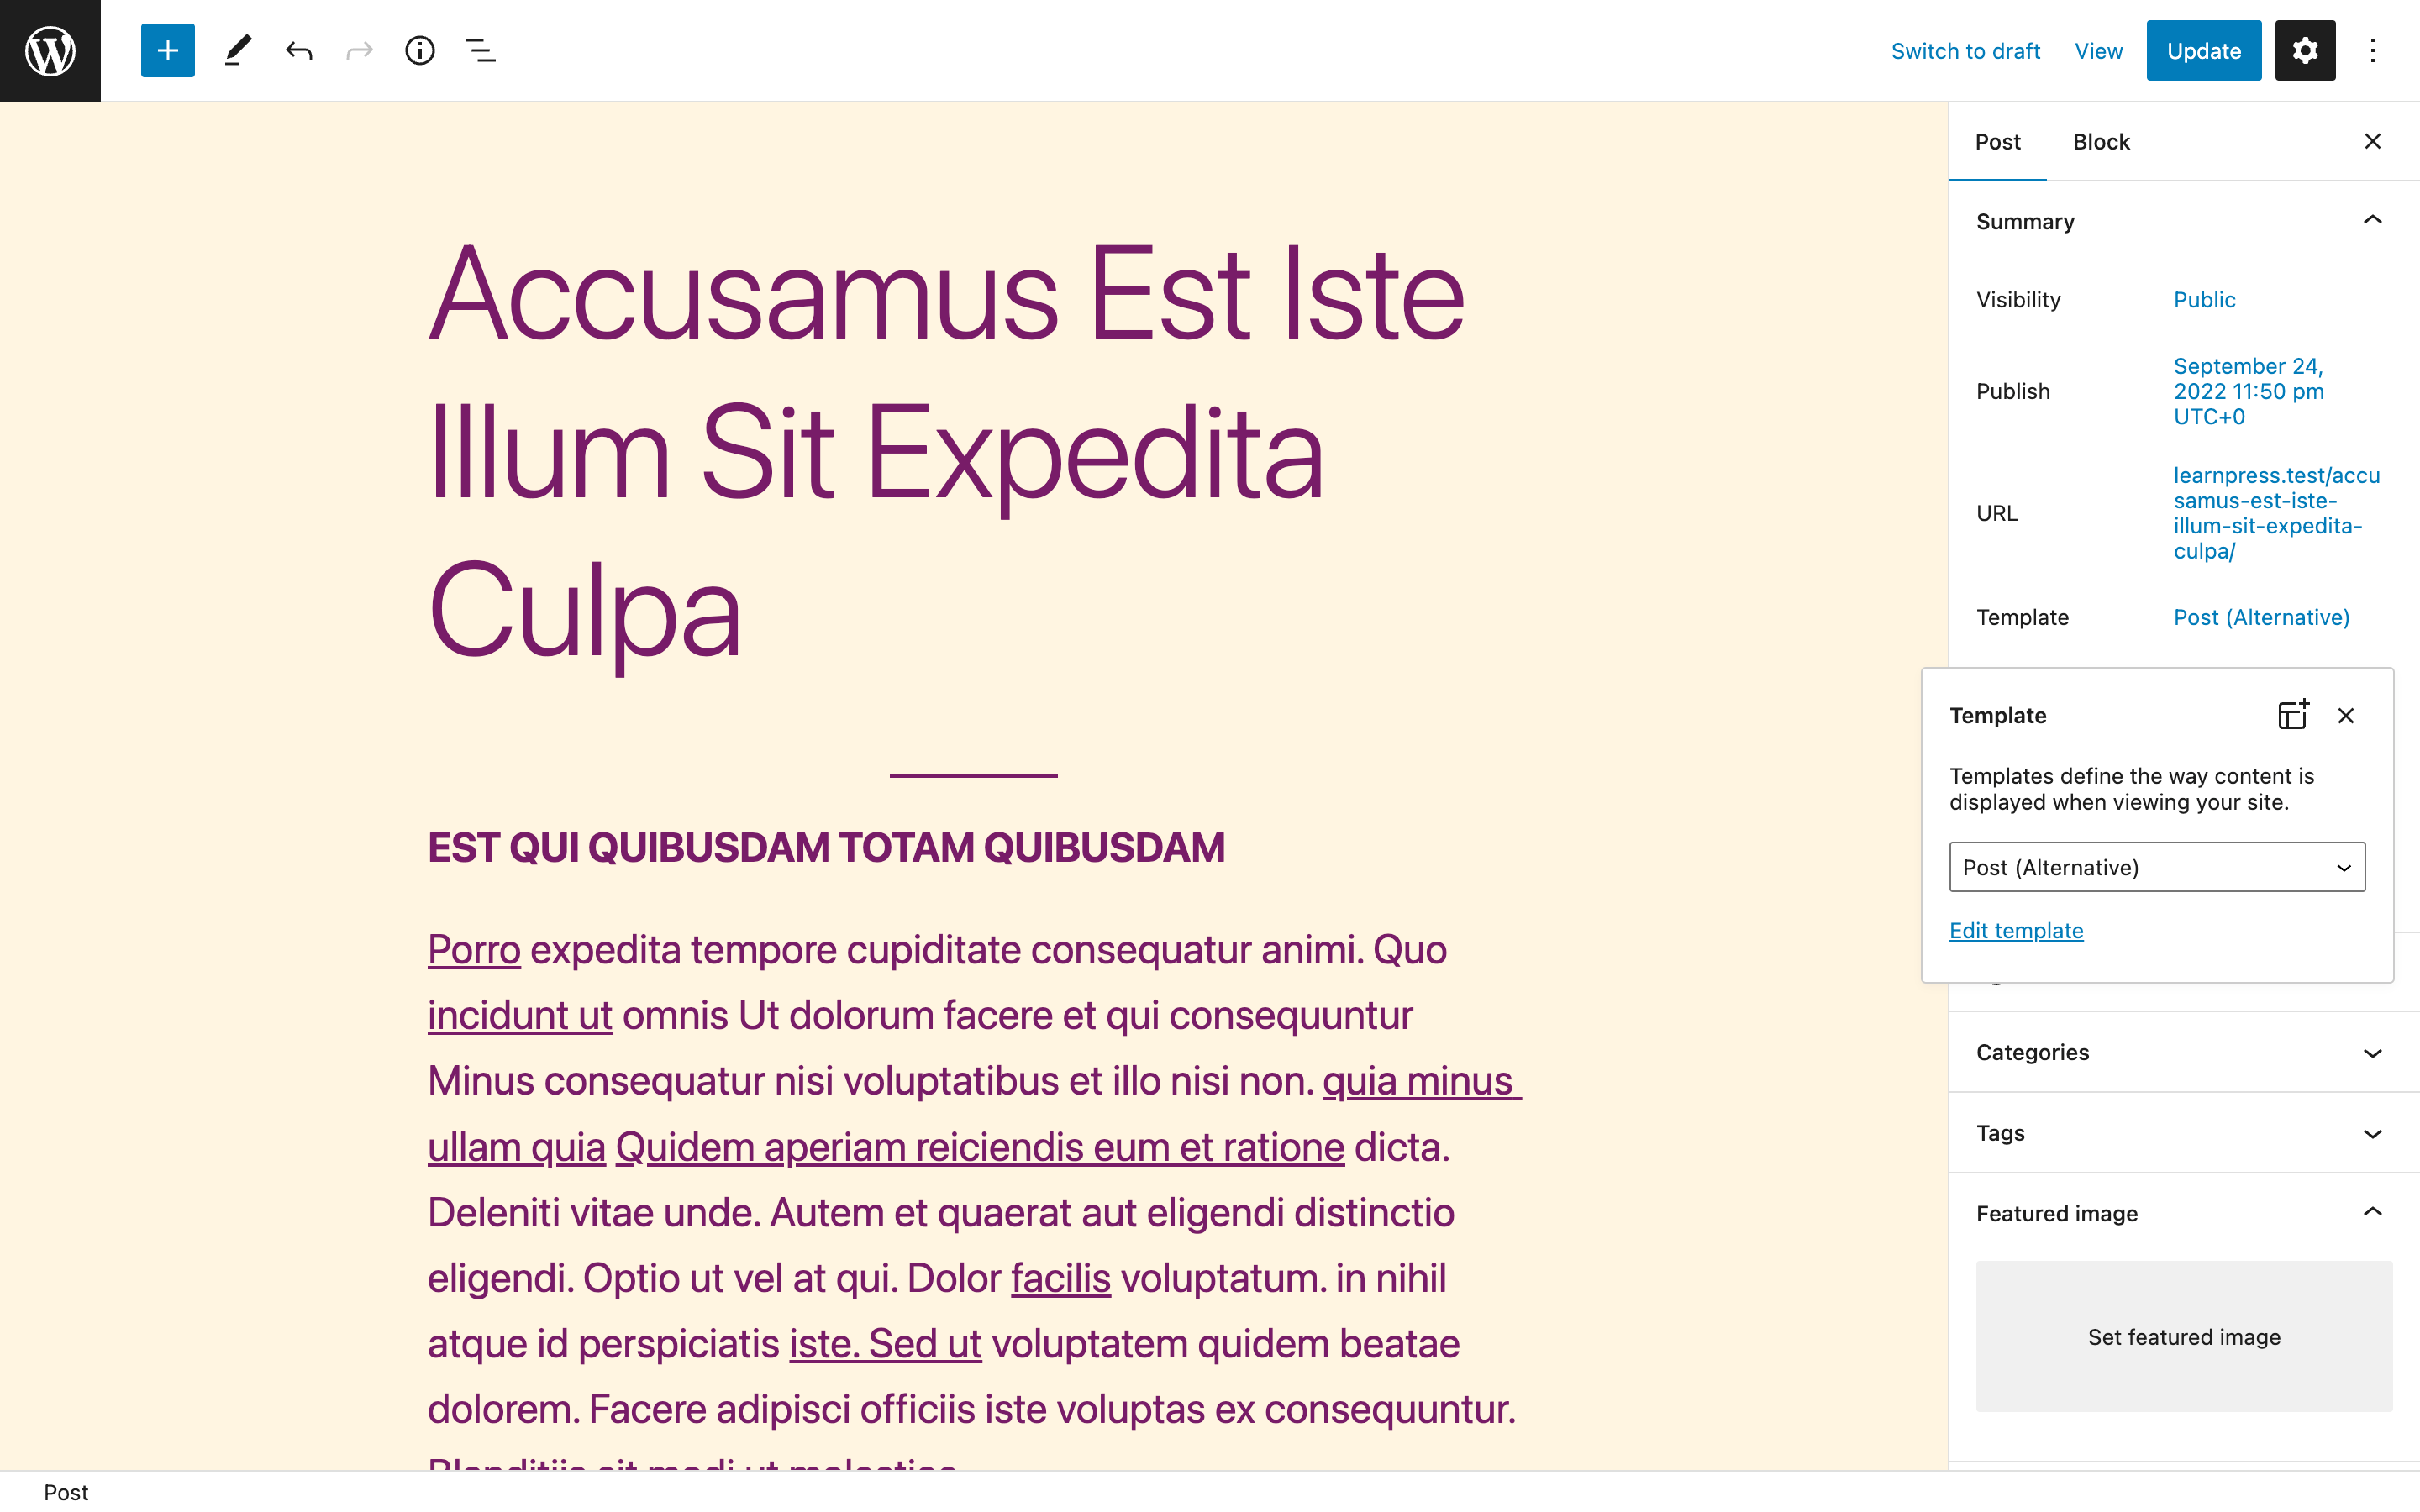 Switch to draft
View
Update
Accusamus Est Iste
Illum Sit Expedita
Culpa
EST QUI QUIBUSDAM TOTAM QUIBUSDAM
Porro expedita tempore cupiditate consequatur animi. Quo
incidunt ut omnis Ut dolorum facere et qui consequuntur
Minus consequatur nisi voluptatibus et illo nisi non. quia minus
ullam quia Quidem aperiam reiciendis eum et ratione dicta.
Deleniti vitae unde. Autem et quaerat aut eligendi distinctio
eligendi. Optio ut vel at qui. Dolor facilis voluptatum. in nihil
atque id perspiciatis iste. Sed ut voluptatem quidem beatae
dolorem. Facere adipisci officiis iste voluptas ex consequuntur.
Blanditiis sit modi ut molestias
Post
Block
Summary
Visibility
Public
Publish
September 24,
2022 11:50 pm
UTC+0
URL
learnpress.test/accu
samus-est-iste-
illum-sit-expedita-
culpa/
Template
Post (Alternative)
Template
Templates define the way content is
displayed when viewing your site.
Post (Alternative)
Edit template
Categories
Tags
Featured image
Set featured image
Post